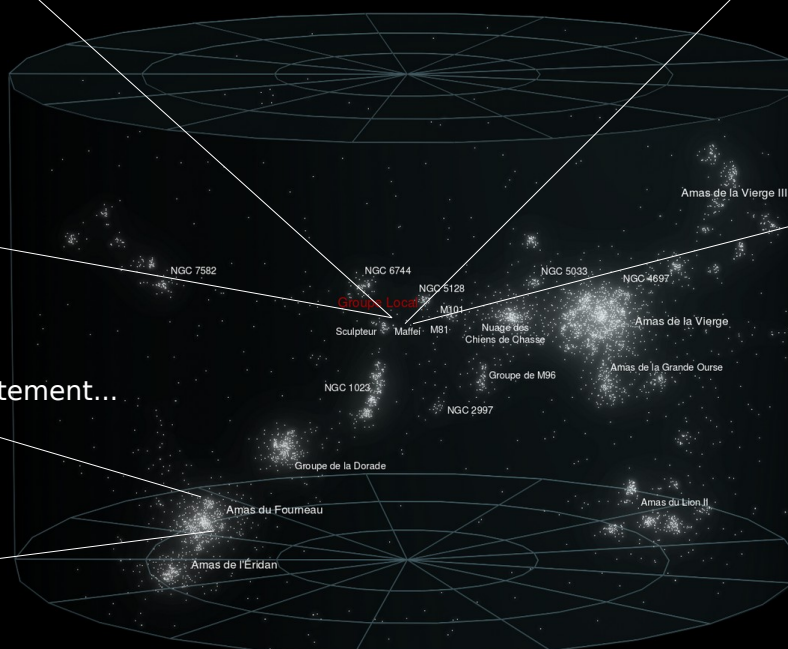 Amas de la Vierge III
NGC 7582
NGC 6744
NGC 5033
NGC 4697
NGC 5128
Groupe Local
M101
Sculpteur
Maffei
M81
Nuage des
Chiens de Chasse
Amas de la Vierge
Amas de la Grande Ourse
Groupe de M96
NGC 1023
tement...
NGC 2997
Groupe de la Dorade
Amas du Lion II
Amas du Fourneau
Amas de l'Éridan